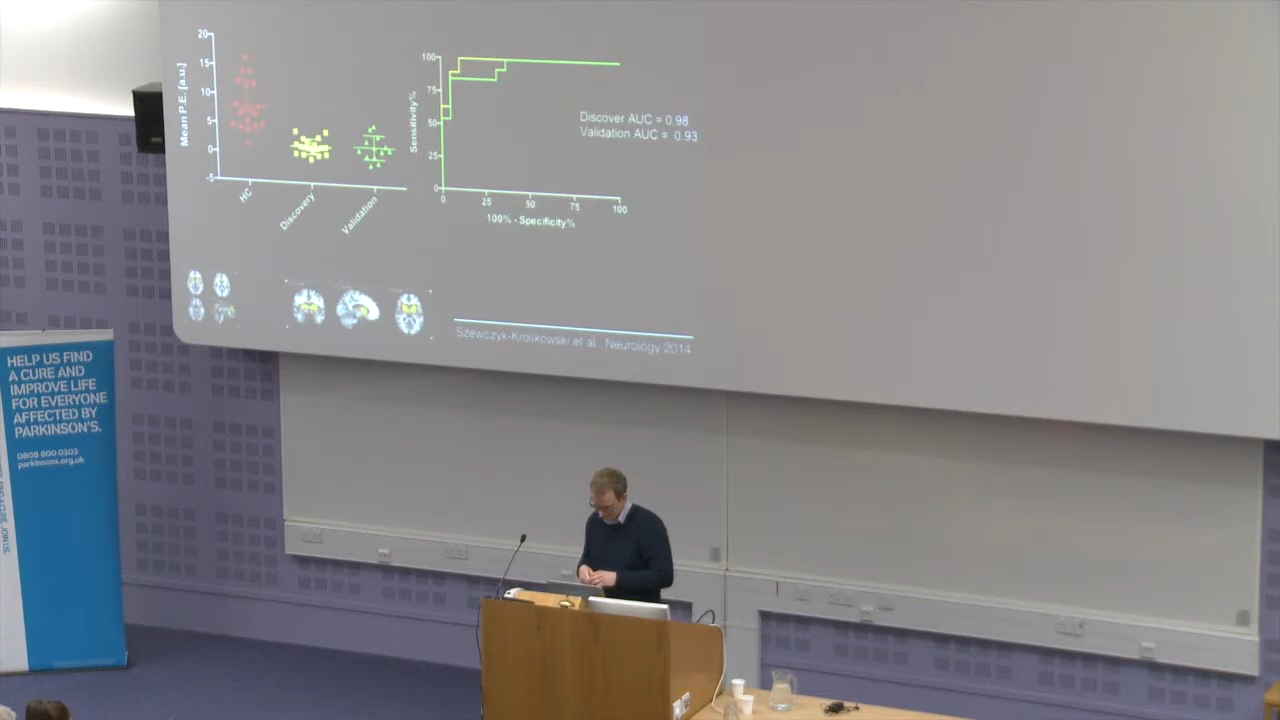 20
15
10
5
0
-5
Mean P.E. [a.u.]
HC
Discovery
Validation
Sensitivity%
100
75
50
25
0
0 25 50 75 100
100% - Specificity%
Discover AUC = 0.98
Validation AUC = 0.93
Szewczyk-Krolikowski et al. Neurology 2014
HELP US FIND
A CURE AND
IMPROVE LIFE
FOR EVERYONE
AFFECTED BY
PARKINSON'S.
0808 800 0303
parkinsons.org.uk